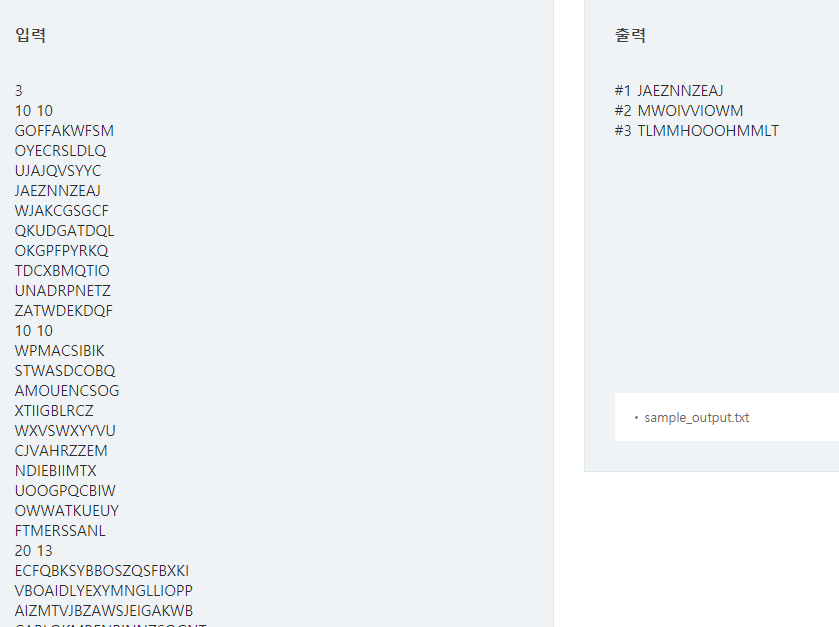 입력
3
10 10
GOFFAKWFSM
OYECRSLDLQ
UJAJQVSYYC
JAEZNNZEAJ
WJAKCGSGCF
QKUDGATDQL
OKGPFPYRKQ
TDCXBMQTIO
UNADRPNETZ
ZATWDEKDQF
10 10
WPMACSIBIK
STWASDCOBQ
AMOUENCSOG
XTIIGBLRCZ
WXVSWXYYVU
CJVAHRZZEM
NDIEBIIMTX
UOOGPQCBIW
OWWATKUEUY
FTMERSSANL
20 13
ECFQBKSYBBOSZQSFBXKI
VBOAIDLYEXYMNGLLIOPP
AIZMTVJBZAWSJEIGAKWB
출력
#1 JAEZNNZEAJ
#2 MWOIVVIOWM
#3 TLMMHOOOHMMLT
• sample_output.txt